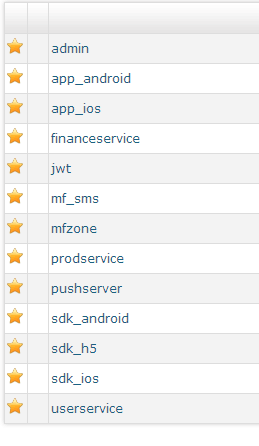 admin
app_android
app_ios
financeservice
jwt
mf_sms
mfzone
prodservice
pushserver
sdk_android
sdk_h5
sdk_ios
userservice